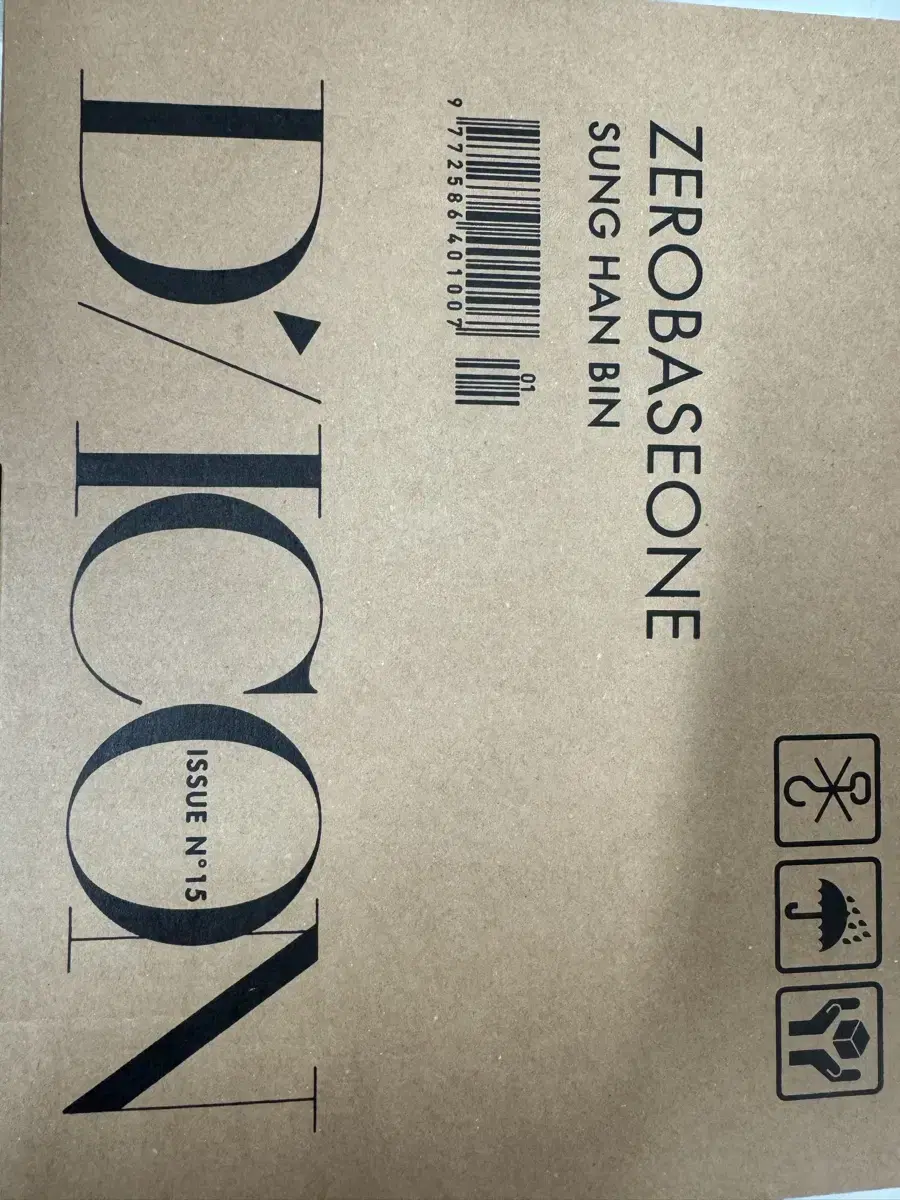 ZEROBASEONE
SUNG HAN BIN
9 772586 401007
01
D'/ICON
ISSUE N°15